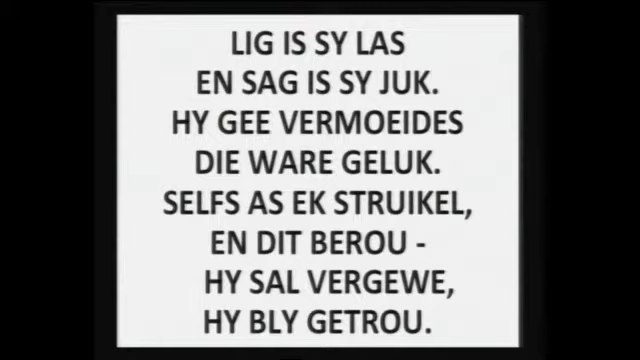 LIG IS SY LAS
EN SAG IS SY JUK.
HY GEE VERMOEIDES
DIE WARE GELUK.
SELFS AS EK STRUIKEL,
EN DIT BEROU -
HY SAL VERGEWE,
HY BLY GETROU.